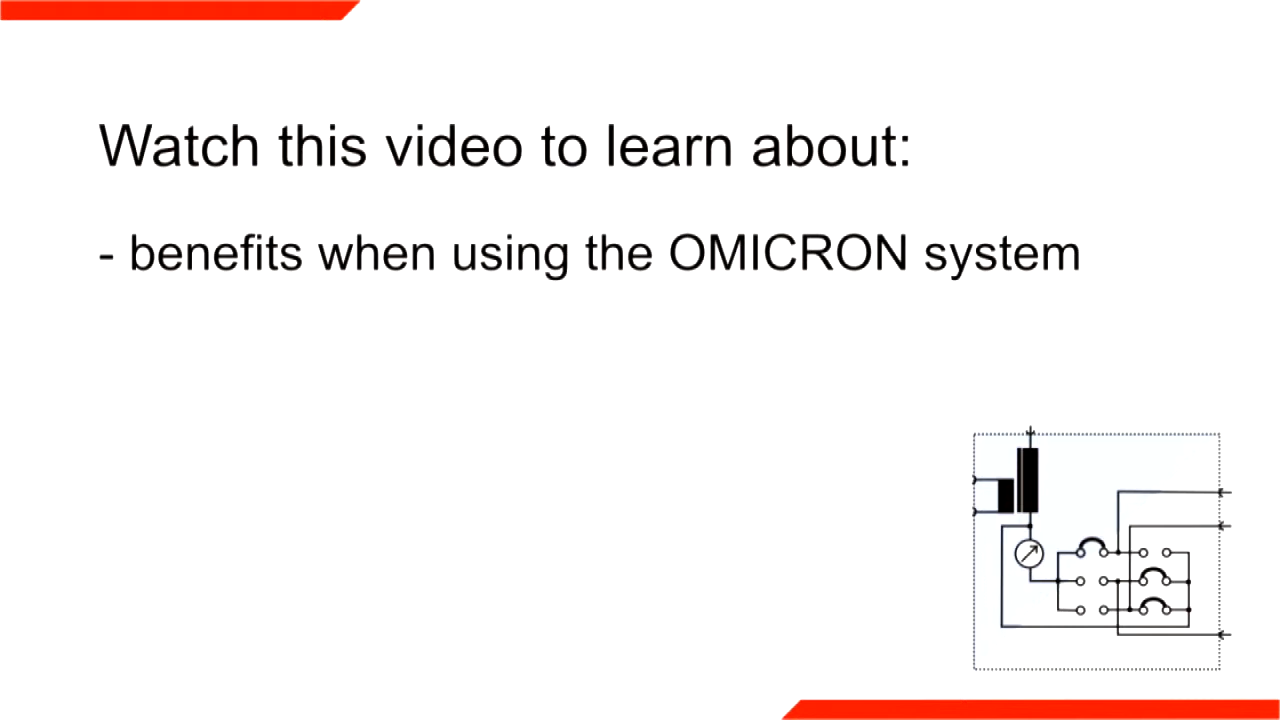 Watch this video to learn about:
- benefits when using the OMICRON system